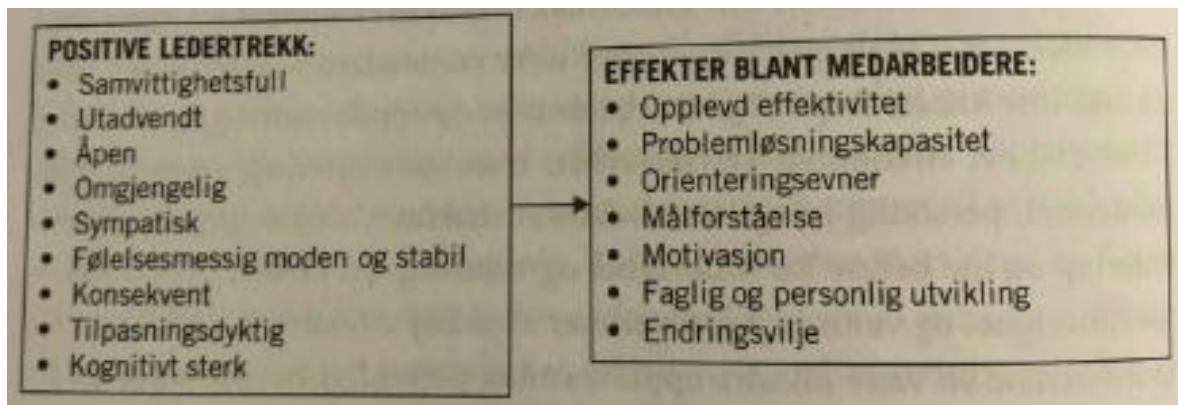 POSITIVE LEDERTREKK:
• Samvittighetsfull
• Utadvendt
• Åpen
• Omgjengelig
• Sympatisk
• Følelsesmessig moden og stabil
• Konsekvent
• Tilpasningsdyktig
• Kognitivt sterk
EFFEKTER BLANT MEDARBEIDERE:
• Opplevd effektivitet
• Problemløsningskapasitet
• Orienteringsevner
• Målforståelse
• Motivasjon
• Faglig og personlig utvikling
• Endringsvilje